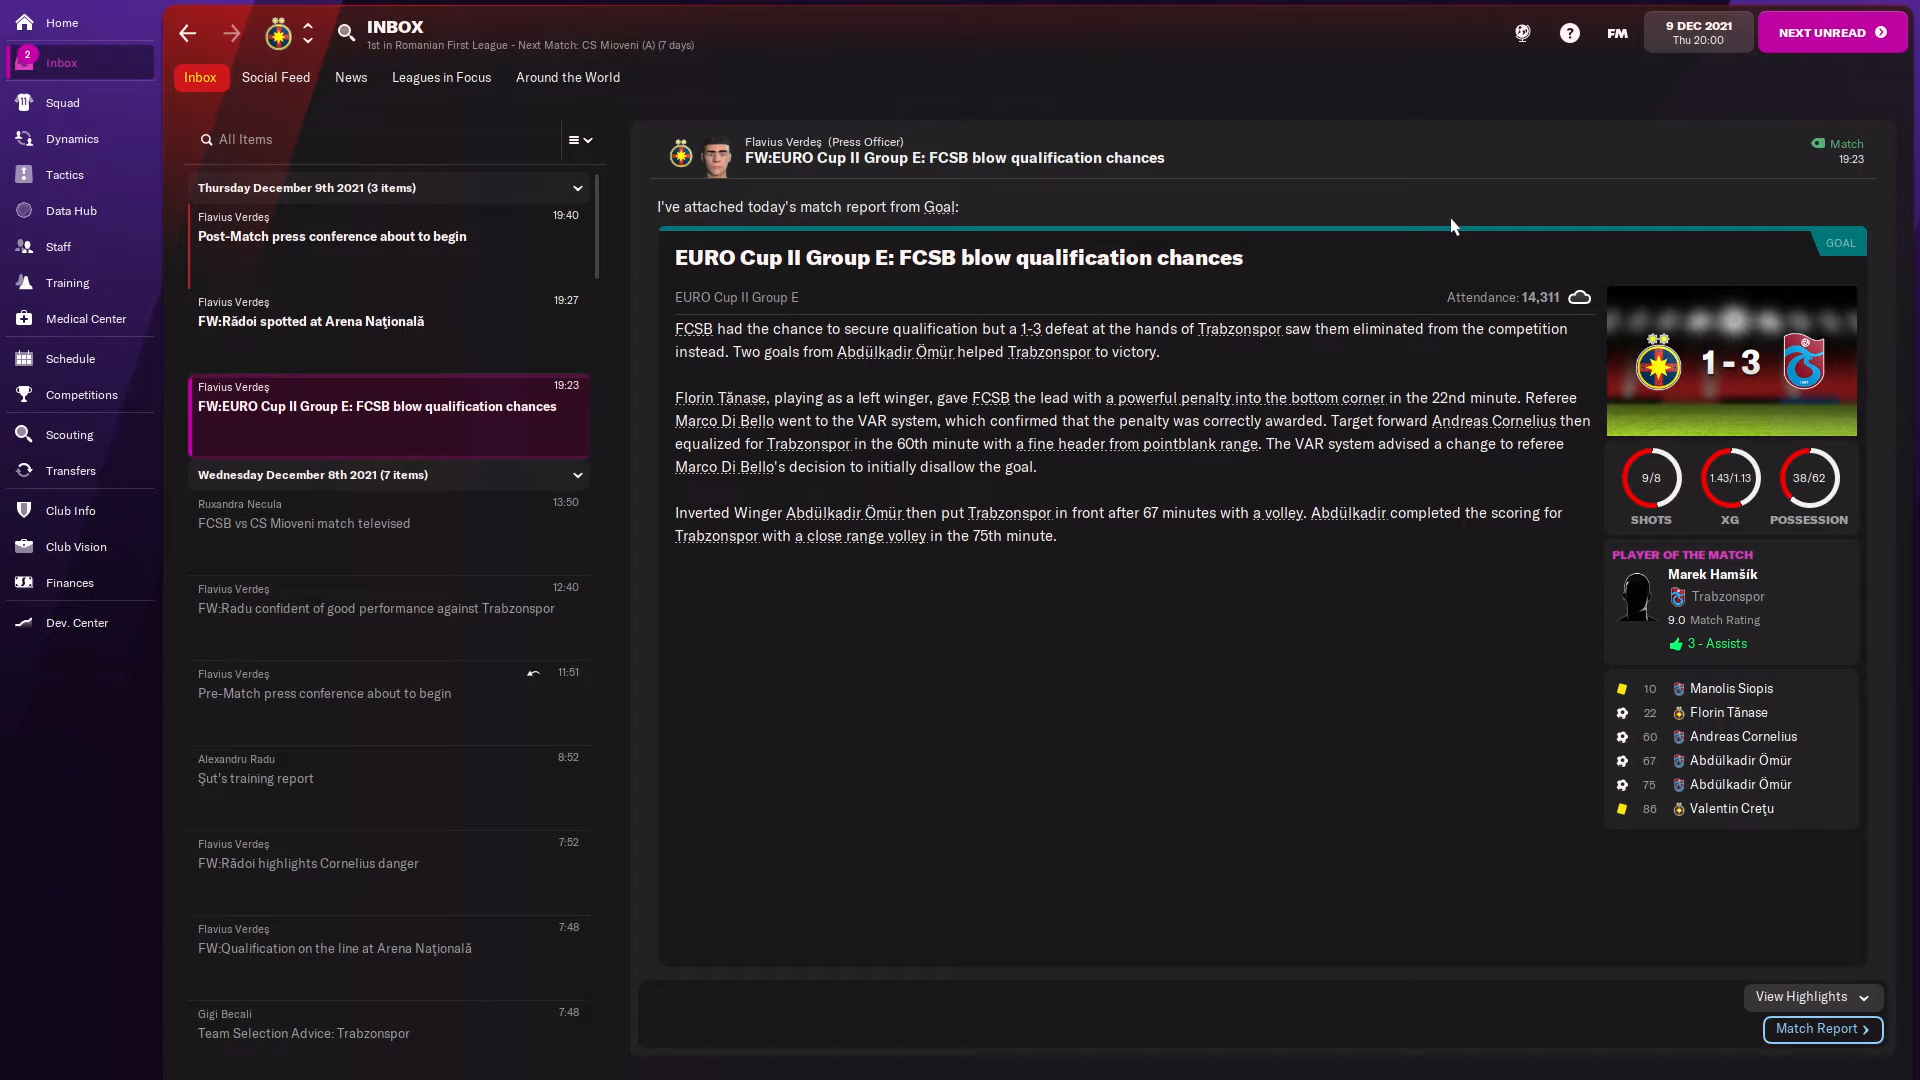 Home
2
Inbox
Squad
Dynamics
Tactics
Data Hub
Staff
Training
Medical Center
Schedule
Competitions
Scouting
Transfers
Club Info
Club Vision
Finances
Dev. Center
INBOX
1st in Romanian First League - Next Match: CS Mioveni (A) (7 days)
FM
9 DEC 2021
Thu 20:00
NEXT UNREAD
Inbox Social Feed News Leagues in Focus Around the World
All Items
Thursday December 9th 2021 (3 items)
Flavius Verdeş 19:40
Post-Match press conference about to begin
Flavius Verdeş 19:27
FW:Rădoi spotted at Arena Naţională
Flavius Verdeş 19:23
FW:EURO Cup II Group E: FCSB blow qualification chances
Wednesday December 8th 2021 (7 items)
Ruxandra Necula 13:50
FCSB vs CS Mioveni match televised
Flavius Verdeş 12:40
FW:Radu confident of good performance against Trabzonspor
Flavius Verdeş 11:51
Pre-Match press conference about to begin
Alexandru Radu 8:52
Şut's training report
Flavius Verdeş 7:52
FW:Rădoi highlights Cornelius danger
Flavius Verdeş 7:48
FW:Qualification on the line at Arena Naţională
Gigi Becali 7:48
Team Selection Advice: Trabzonspor
Flavius Verdeş (Press Officer)
FW:EURO Cup II Group E: FCSB blow qualification chances
Match
19:23
I've attached today's match report from Goal:
GOAL
EURO Cup II Group E: FCSB blow qualification chances
EURO Cup II Group E Attendance: 14,311
FCSB had the chance to secure qualification but a 1-3 defeat at the hands of Trabzonspor saw them eliminated from the competition
instead. Two goals from Abdülkadir Ömür helped Trabzonspor to victory.
Florin Tănase, playing as a left winger, gave FCSB the lead with a powerful penalty into the bottom corner in the 22nd minute. Referee
Marco Di Bello went to the VAR system, which confirmed that the penalty was correctly awarded. Target forward Andreas Cornelius then
equalized for Trabzonspor in the 60th minute with a fine header from pointblank range. The VAR system advised a change to referee
Marco Di Bello's decision to initially disallow the goal.
Inverted Winger Abdülkadir Ömür then put Trabzonspor in front after 67 minutes with a volley. Abdülkadir completed the scoring for
Trabzonspor with a close range volley in the 75th minute.
1-3
9/8 1.43/1.13 38/62
SHOTS XG POSSESSION
PLAYER OF THE MATCH
Marek Hamšík
Trabzonspor
9.0 Match Rating
3 - Assists
10 Manolis Siopis
22 Florin Tănase
60 Andreas Cornelius
67 Abdülkadir Ömür
75 Abdülkadir Ömür
86 Valentin Creţu
View Highlights
Match Report